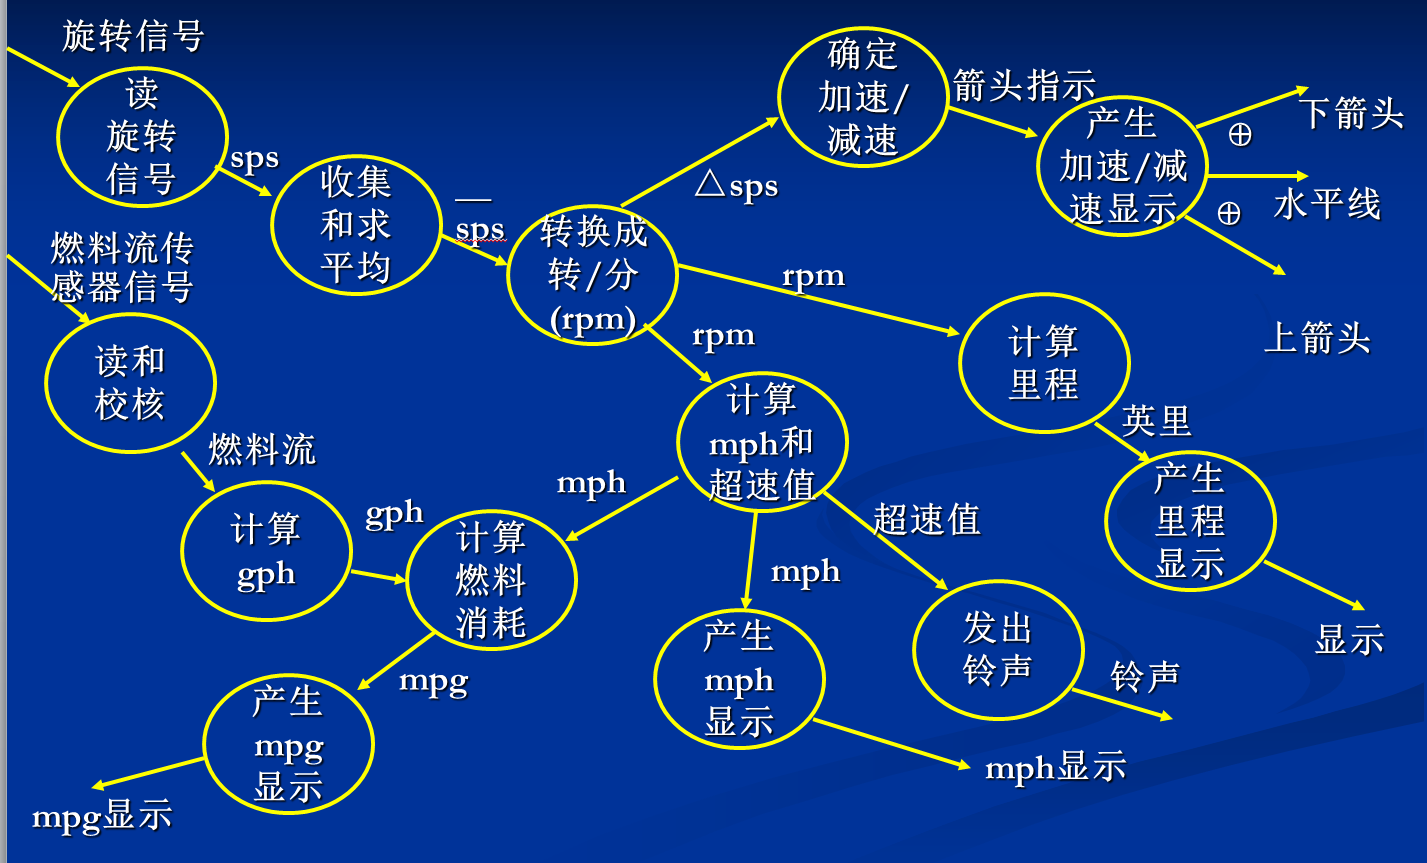 旋转信号
读
旋转
信号
sps
收集
和求
平均
—
sps
转换成
转/分
(rpm)
△sps
确定
加速/
减速
箭头指示
产生
加速/减
速显示
⊕
⊕
下箭头
水平线
上箭头
燃料流传
感器信号
读和
校核
燃料流
计算
gph
gph
计算
燃料
消耗
mpg
产生
mpg
显示
mpg显示
rpm
rpm
计算
mph和
超速值
mph
mph
产生
mph
显示
mph显示
超速值
发出
铃声
铃声
计算
里程
英里
产生
里程
显示
显示